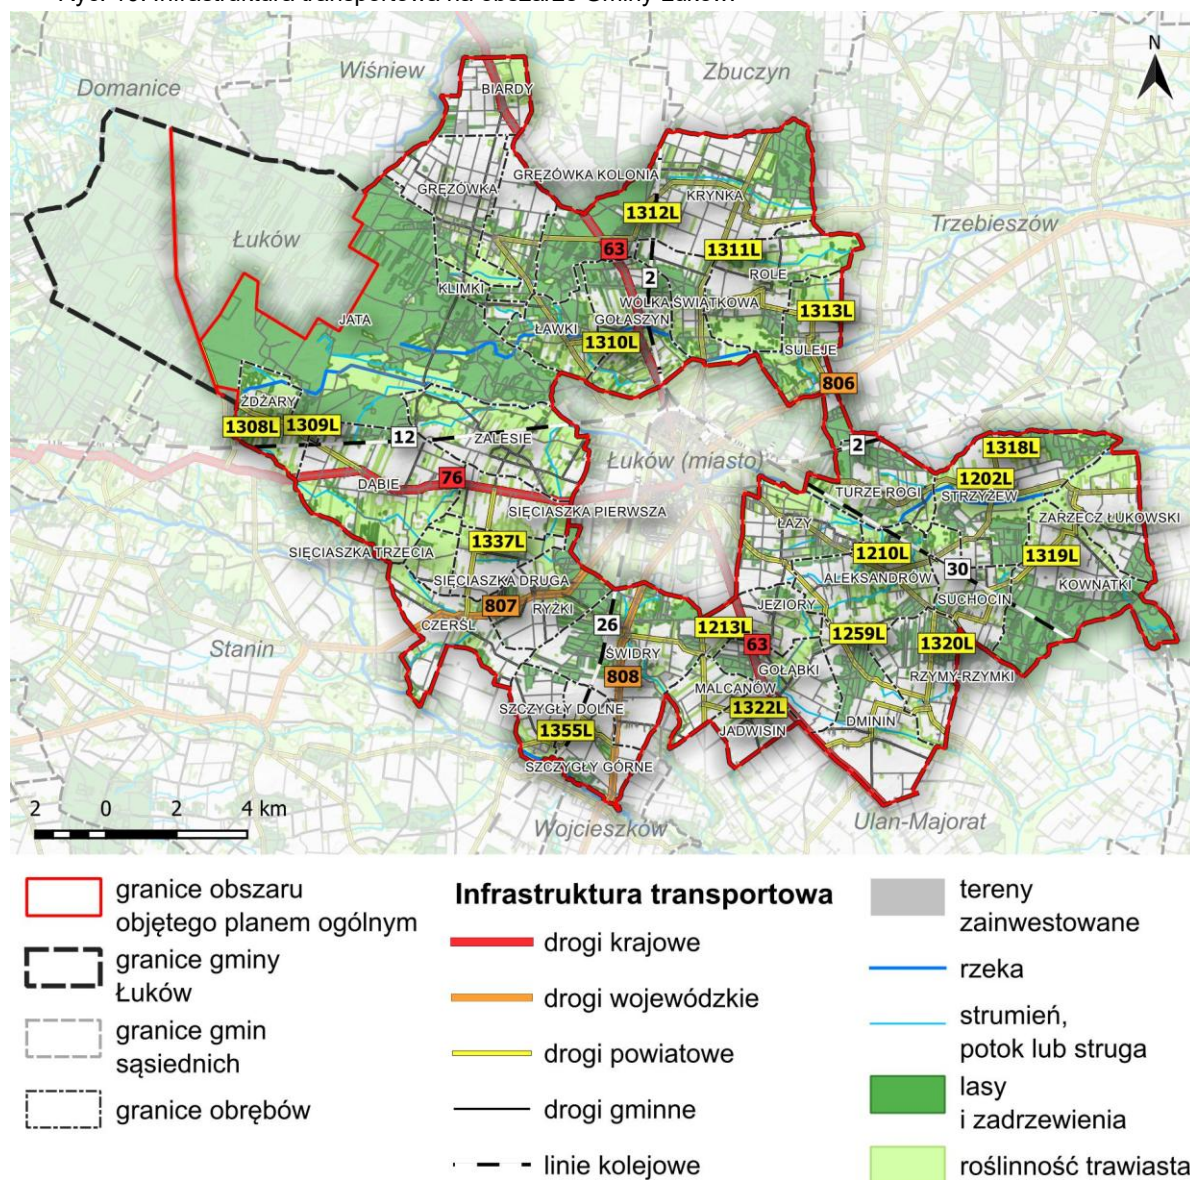 Domanice
Wiśniew
Zbuczyn
N
BIARDY
GRĘZÓWKA KOLONIA
GRĘZÓWKA
KRYNKA
1312L
Łuków
63
1311L
Trzebieszów
2
ROLE
KLIMKI
JATA
WÓLKA ŚWIĄTKOWA
GOŁASZYN
1313L
ŁAWKI
1310L
SULEJE
806
ŻDŻARY
1308L
1309L
12
ZALESIE
2
1318L
Łuków (miasto)
DĄBIE
76
TURZE ROGI
1202L
STRZYŻEW
SIĘCIASZKA PIERWSZA
ŁAZY
ZARZECZ ŁUKOWSKI
SIĘCIASZKA TRZECIA
1337L
1210L
1319L
SIĘCIASZKA DRUGA
ALEKSANDRÓW
30
KOWNATKI
807
RYŻKI
JEZIORY
SUCHOCIN
CZERŚL
26
1213L
63
1259L
1320L
Stanin
ŚWIDRY
GOŁĄBKI
RZYMY-RZYMKI
808
MALCANÓW
SZCZYGŁY DOLNE
1322L
DMININ
1355L
JADWISIN
SZCZYGŁY GÓRNE
2 0 2 4 km
Wojcieszków
Ulan-Majorat
granice obszaru
objętego planem ogólnym
granice gminy
Łuków
granice gmin
sąsiednich
granice obrębów
Infrastruktura transportowa
drogi krajowe
drogi wojewódzkie
drogi powiatowe
drogi gminne
linie kolejowe
tereny
zainwestowane
rzeka
strumień,
potok lub struga
lasy
i zadrzewienia
roślinność trawiasta